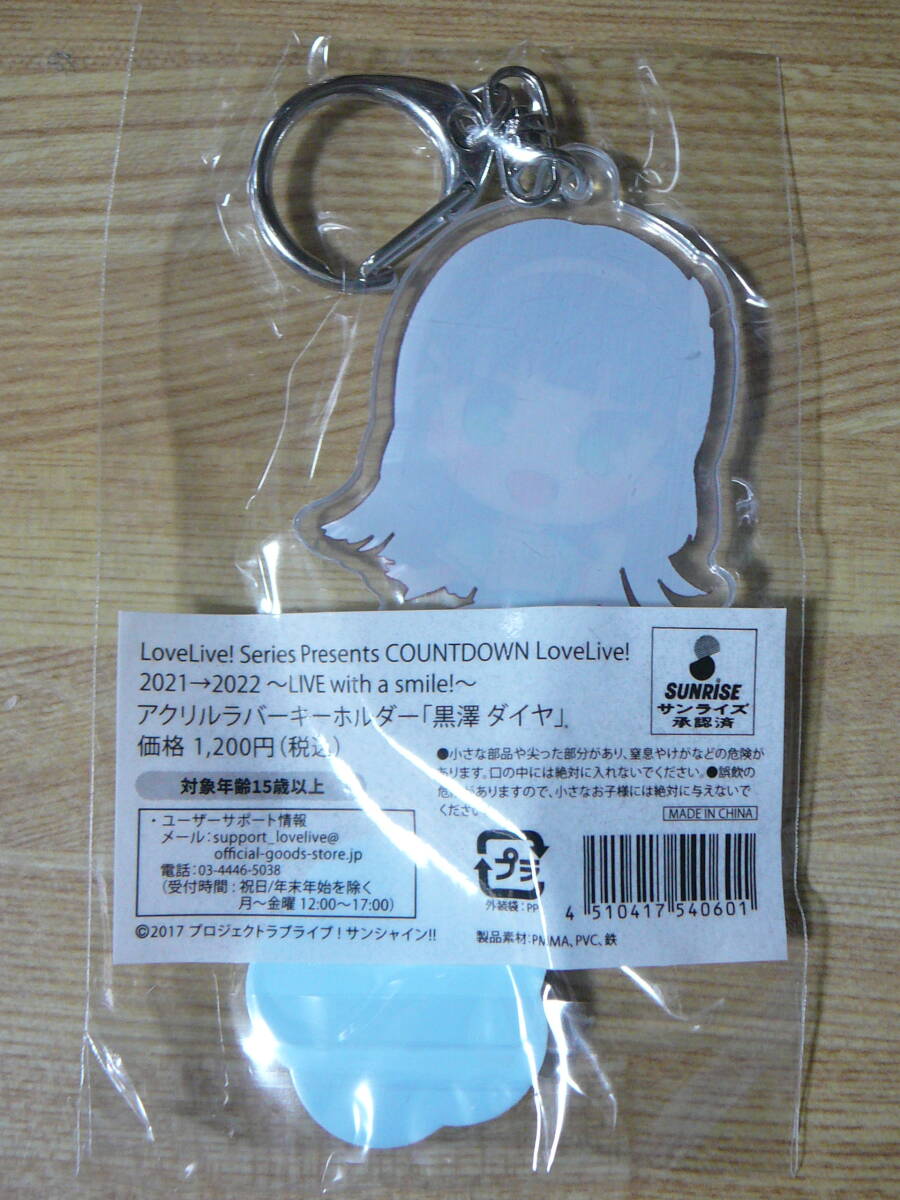 LoveLive! Series Presents COUNTDOWN LoveLive!
2021→2022 ～LIVE with a smile!～
アクリルラバーキーホルダー「黒澤 ダイヤ」
価格 1,200円(税込)
SUNRISE
サンライズ
承認済
対象年齢15歳以上
●小さな部品や尖った部分があり、窒息やけがなどの危険が
あります。口の中には絶対に入れないでください。●誤飲の
危険がありますので、小さなお子様には絶対に与えないで
ください。
MADE IN CHINA
・ユーザーサポート情報
メール:support_lovelive@
official-goods-store.jp
電話:03-4446-5038
(受付時間:祝日/年末年始を除く
月～金曜 12:00～17:00)
プラ
外装袋:PP
4 510417 540601
©2017 プロジェクトラブライブ!サンシャイン!!
製品素材:PMMA、PVC、鉄